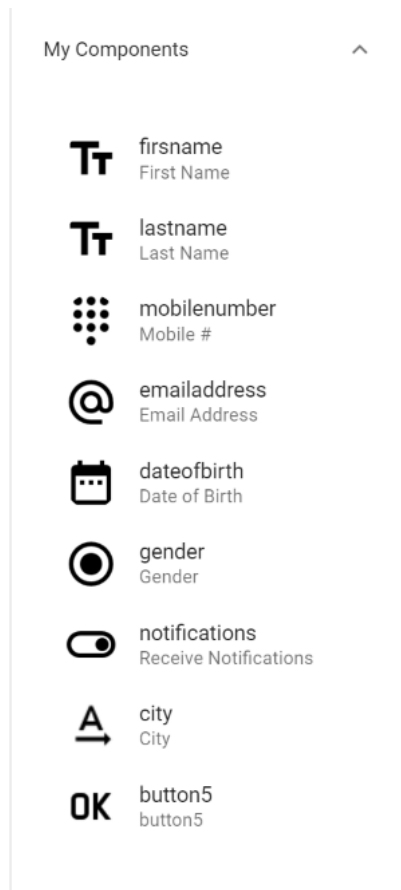 My Components
firsname
First Name
lastname
Last Name
mobilenumber
Mobile #
emailaddress
Email Address
dateofbirth
Date of Birth
gender
Gender
notifications
Receive Notifications
city
City
OK button5
button5